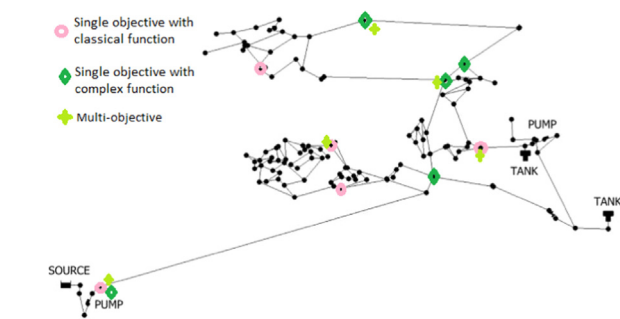 Single objective with
classical function
Single objective with
complex function
Multi-objective
PUMP
TANK
TANK
SOURCE
PUMP